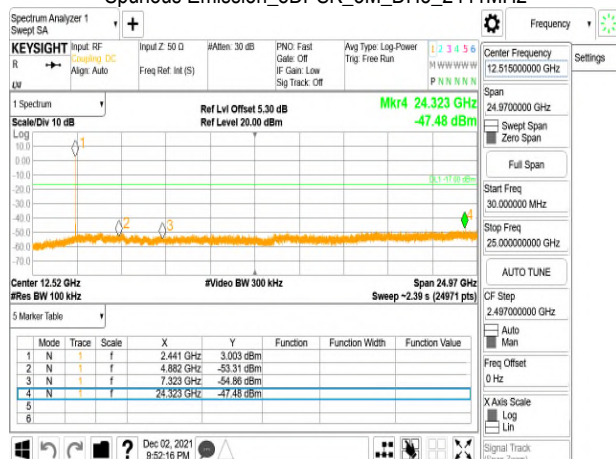 Spurious Emission_8DPSK_3M_DH5_2441MHz
Spectrum Analyzer 1
Swept SA
Frequency
Settings
KEYSIGHT
R
Input: RF
Coupling: DC
Align: Auto
Input Z: 50 Ω
Freq Ref: Int (S)
#Atten: 30 dB
PNO: Fast
Gate: Off
IF Gain: Low
Sig Track: Off
Avg Type: Log-Power
Trig: Free Run
1 2 3 4 5 6
M W W W W W
P N N N N N
Center Frequency
12.515000000 GHz
Span
24.9700000 GHz
Swept Span
Zero Span
Full Span
Start Freq
30.000000 MHz
Stop Freq
25.000000000 GHz
AUTO TUNE
CF Step
2.497000000 GHz
Auto
Man
Freq Offset
0 Hz
X Axis Scale
Log
Lin
Signal Track
1 Spectrum
Scale/Div 10 dB
Log
Ref Lvl Offset 5.30 dB
Ref Level 20.00 dBm
Mkr4 24.323 GHz
-47.48 dBm
10.0
0.00
-10.0
-20.0
-30.0
-40.0
-50.0
-60.0
-70.0
1
2
3
4
Center 12.52 GHz
#Res BW 100 kHz
#Video BW 300 kHz
Span 24.97 GHz
Sweep ~2.39 s (24971 pts)
5 Marker Table
Mode Trace Scale X Y Function Function Width Function Value
1 N 1 f 2.441 GHz 3.003 dBm
2 N 1 f 4.882 GHz -53.31 dBm
3 N 1 f 7.323 GHz -54.86 dBm
4 N 1 f 24.323 GHz -47.48 dBm
5
6
Dec 02, 2021
9:52:16 PM